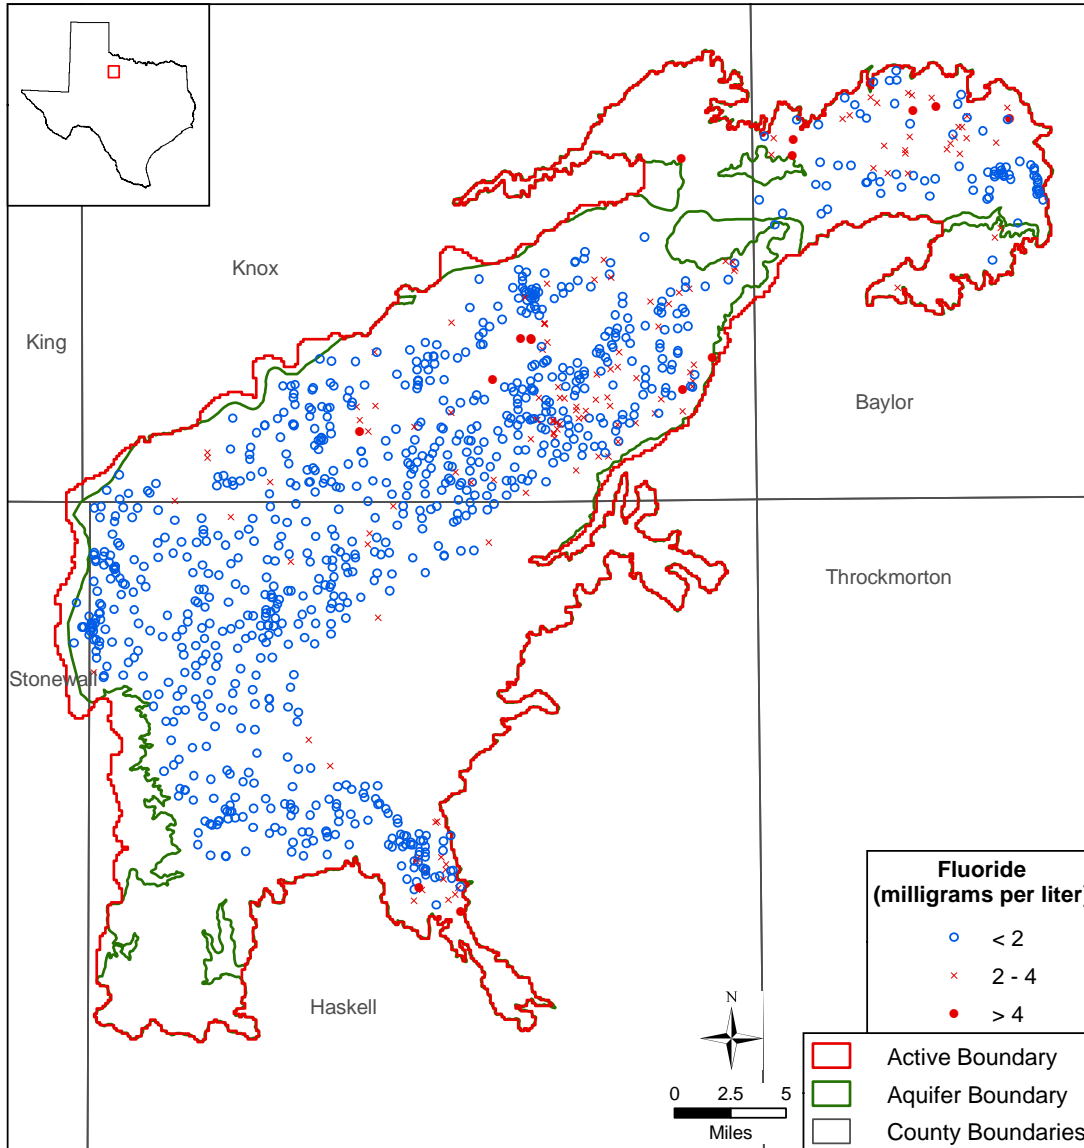 Knox
King
Baylor
Throckmorton
Stonewall
Haskell
Fluoride
(milligrams per liter)
< 2
2 - 4
> 4
N
0 2.5 5
Miles
Active Boundary
Aquifer Boundary
County Boundaries